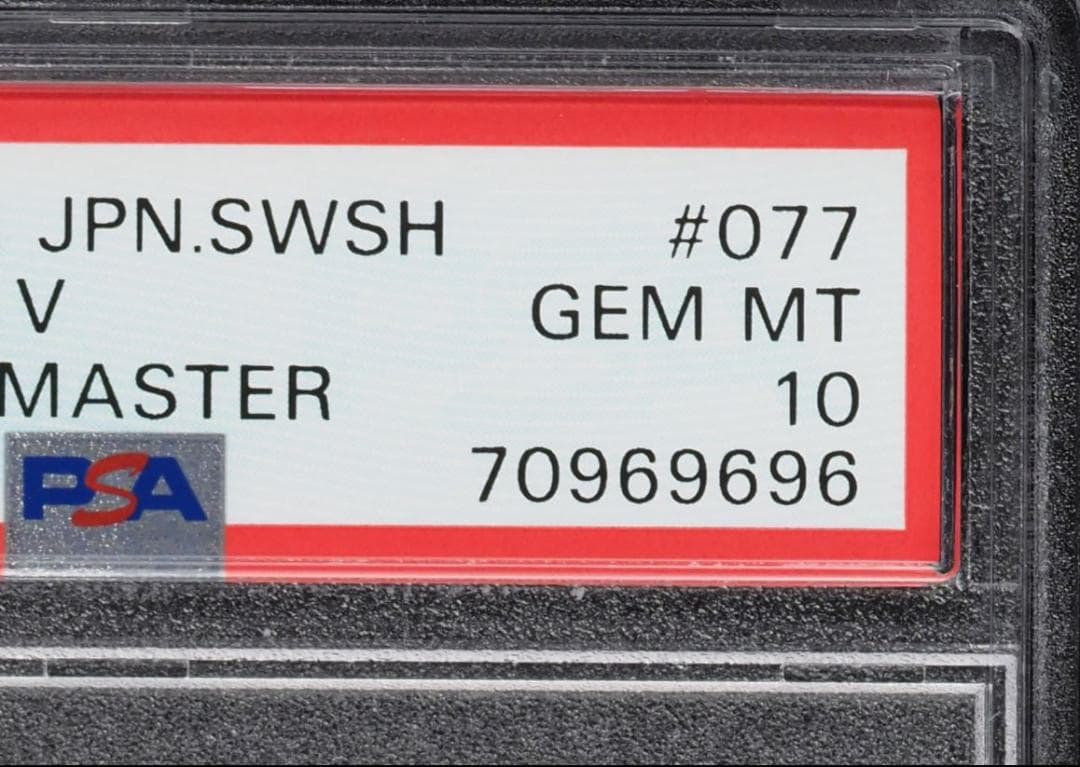 JPN.SWSH #077
V GEM MT
MASTER 10
PSA 70969696